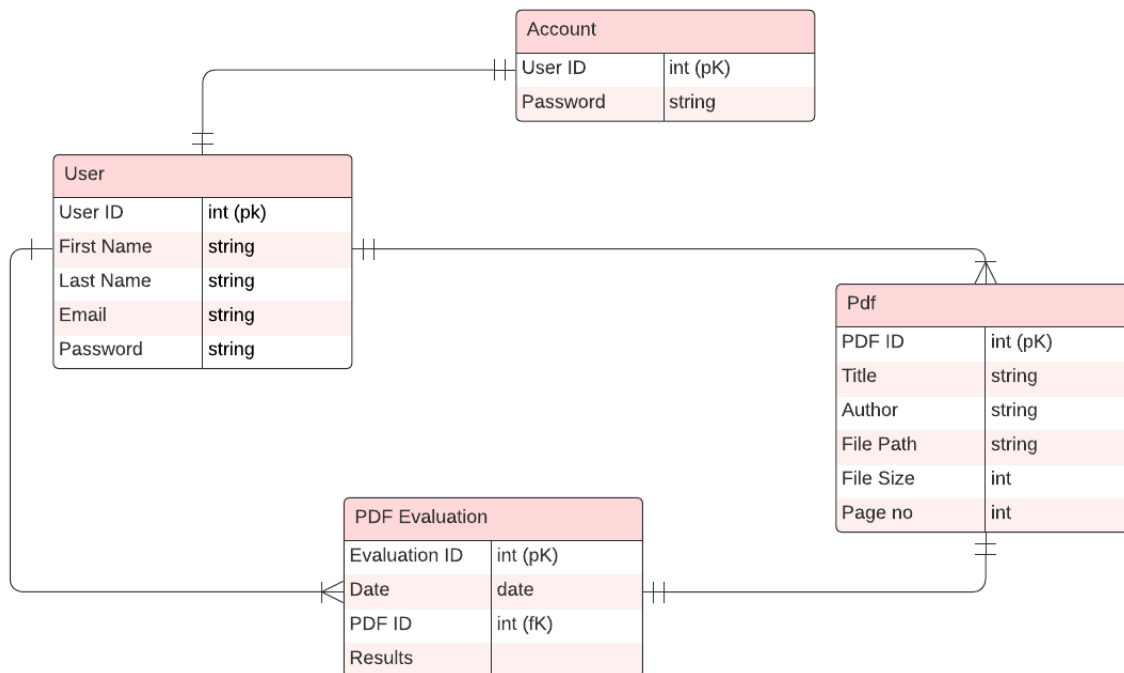 Account
User ID int (pK)
Password string
User
User ID int (pk)
First Name string
Last Name string
Email string
Password string
Pdf
PDF ID int (pK)
Title string
Author string
File Path string
File Size int
Page no int
PDF Evaluation
Evaluation ID int (pK)
Date date
PDF ID int (fK)
Results